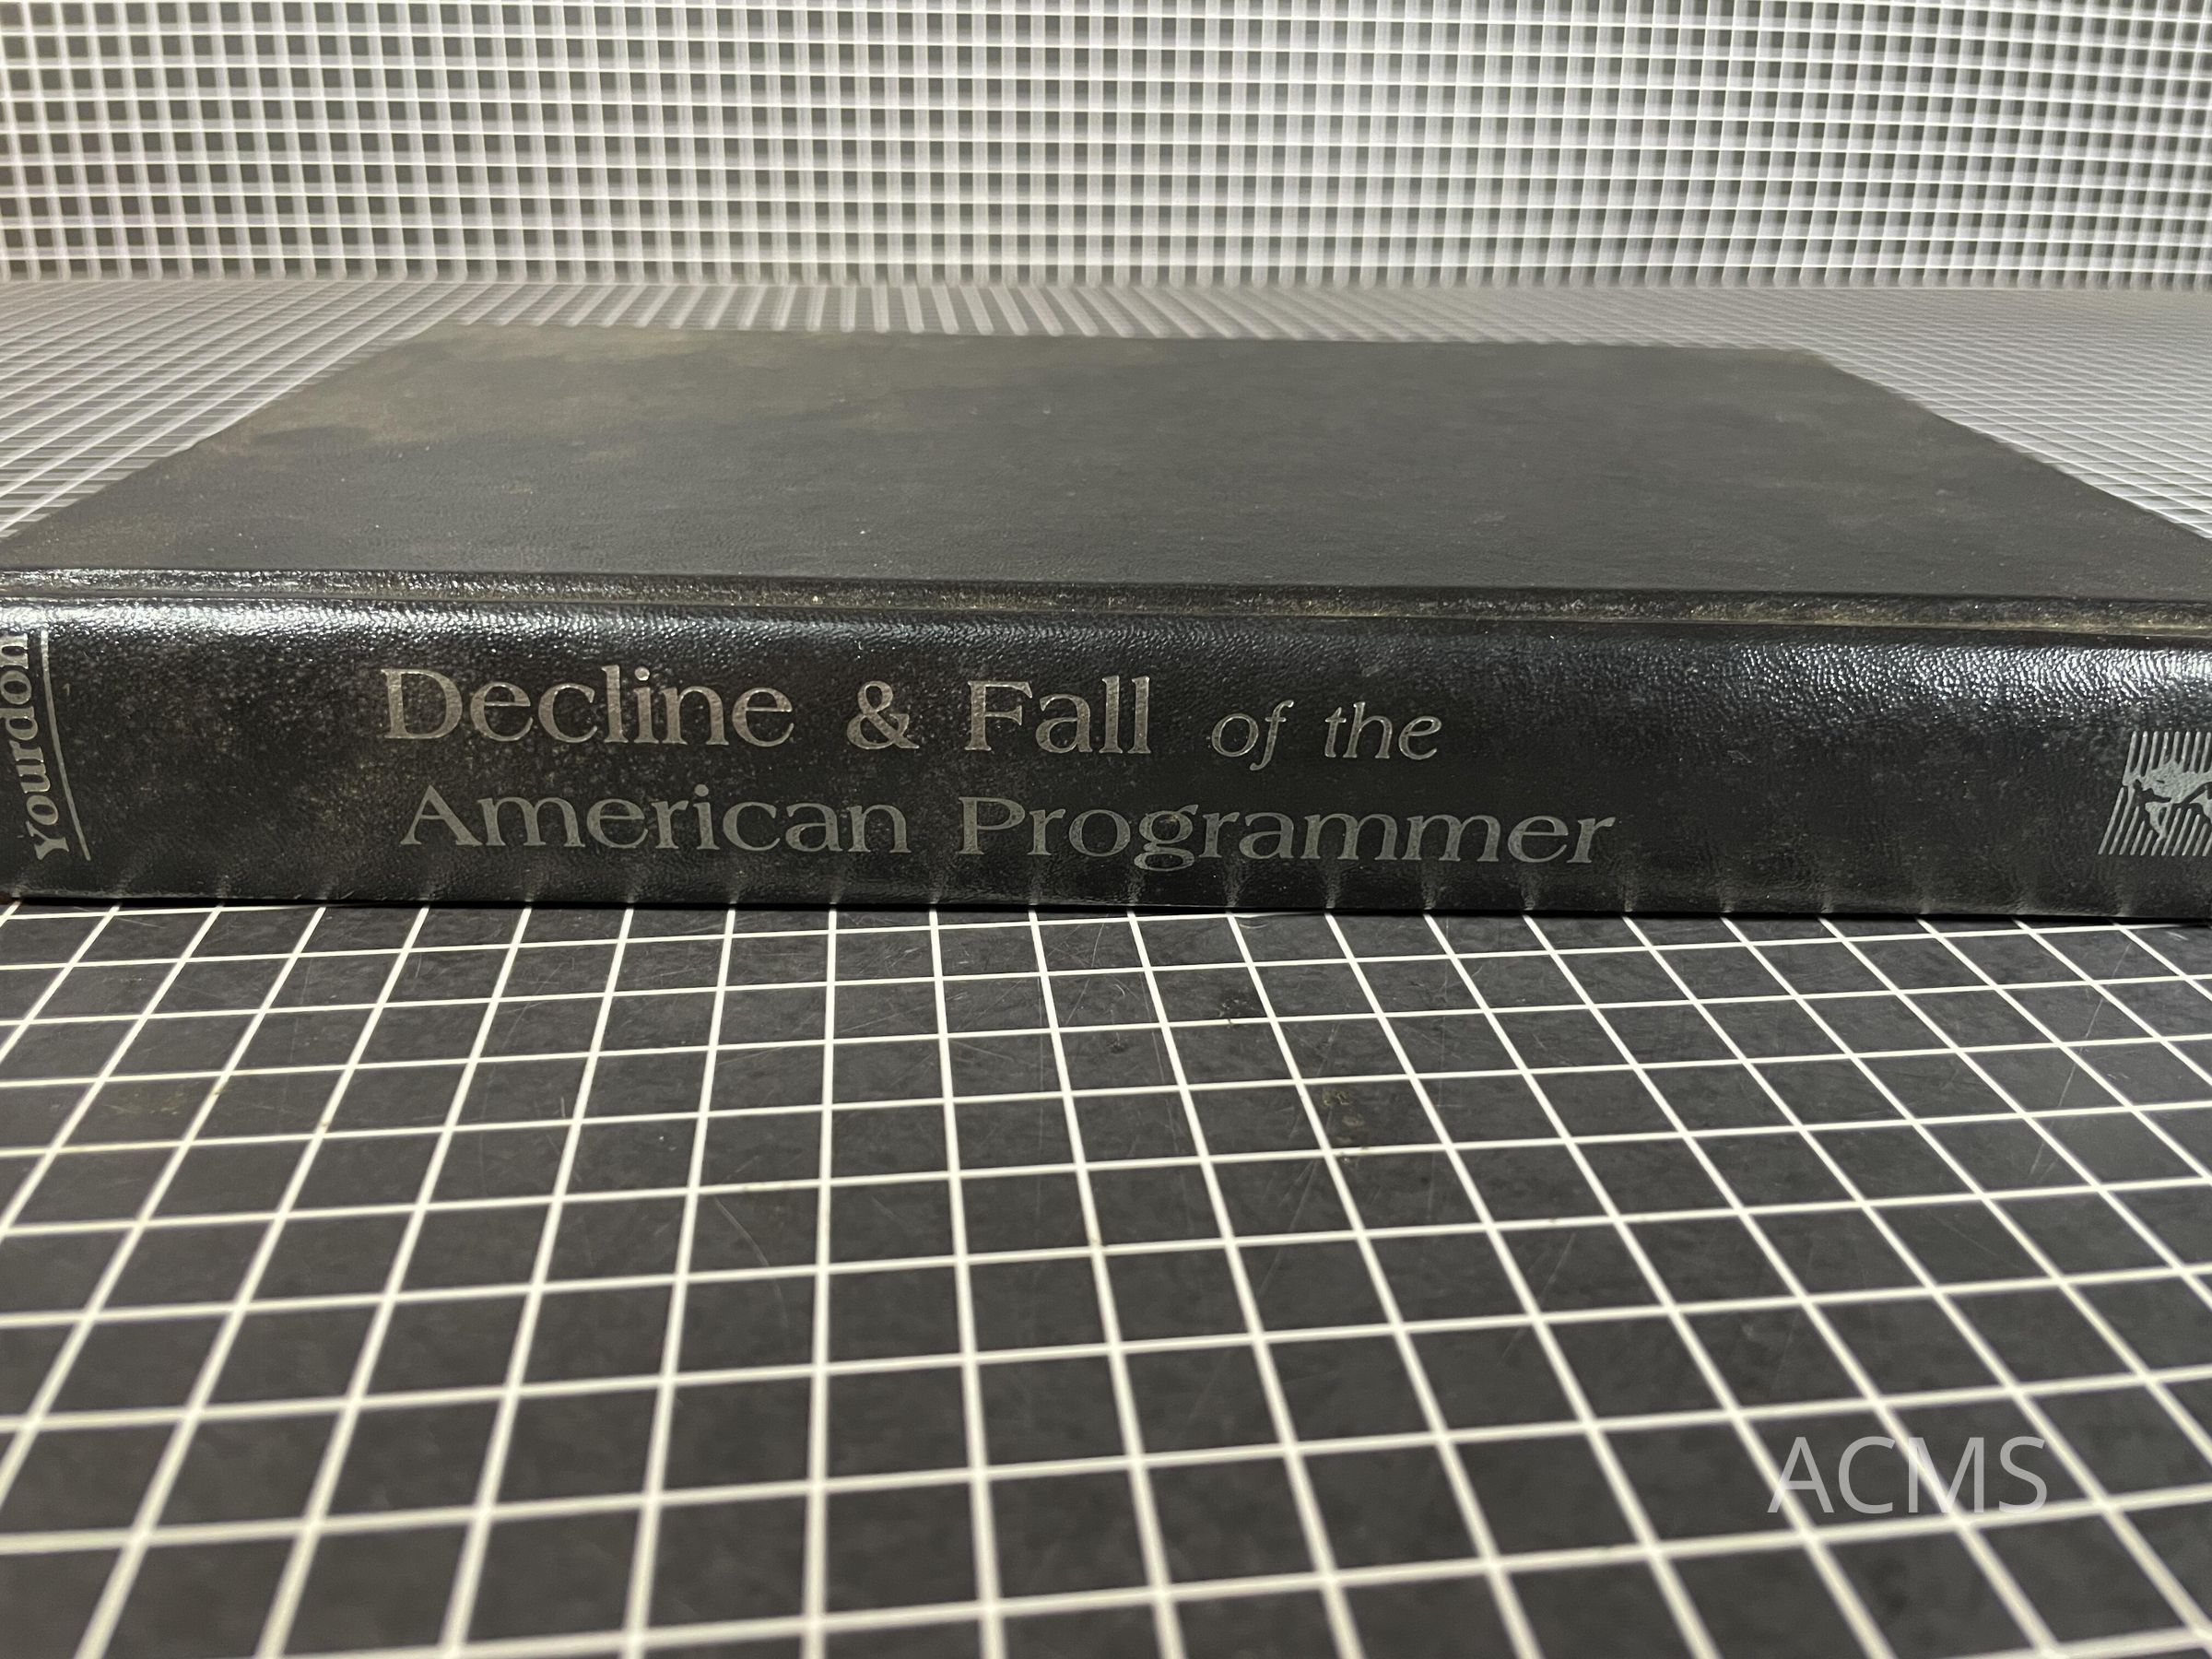 Yourdon
Decline & Fall of the
American Programmer
ACMS